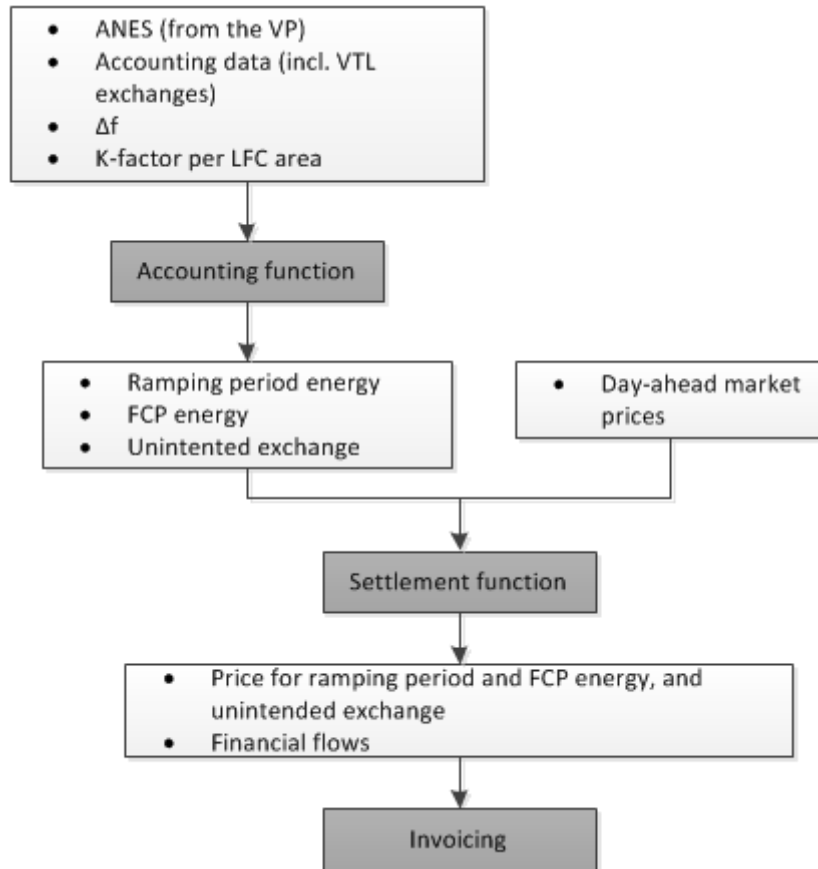 • ANES (from the VP)
• Accounting data (incl. VTL
exchanges)
• Δf
• K-factor per LFC area
Accounting function
• Ramping period energy
• FCP energy
• Unintented exchange
• Day-ahead market
prices
Settlement function
• Price for ramping period and FCP energy, and
unintended exchange
• Financial flows
Invoicing